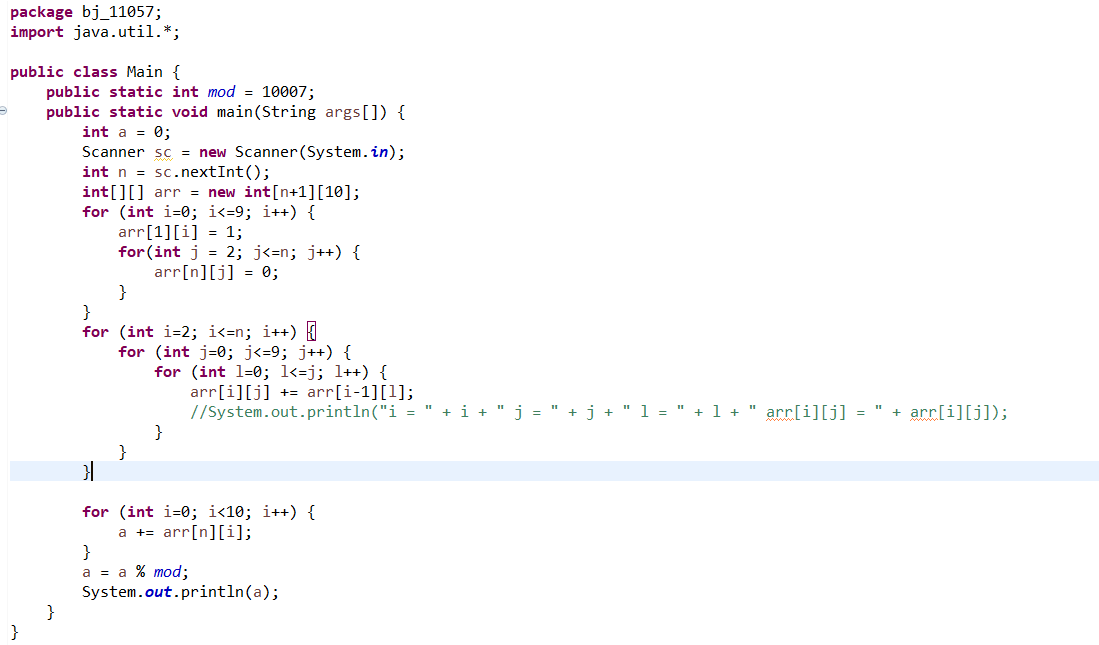 package bj_11057;
import java.util.*;

public class Main {
    public static int mod = 10007;
    public static void main(String args[]) {
        int a = 0;
        Scanner sc = new Scanner(System.in);
        int n = sc.nextInt();
        int[][] arr = new int[n+1][10];
        for (int i=0; i<=9; i++) {
            arr[1][i] = 1;
            for(int j = 2; j<=n; j++) {
                arr[n][j] = 0;
            }
        }
        for (int i=2; i<=n; i++) {
            for (int j=0; j<=9; j++) {
                for (int l=0; l<=j; l++) {
                    arr[i][j] += arr[i-1][l];
                    //System.out.println("i = " + i + " j = " + j + " l = " + l + " arr[i][j] = " + arr[i][j]);
                }
            }
        }

        for (int i=0; i<10; i++) {
            a += arr[n][i];
        }
        a = a % mod;
        System.out.println(a);
    }
}